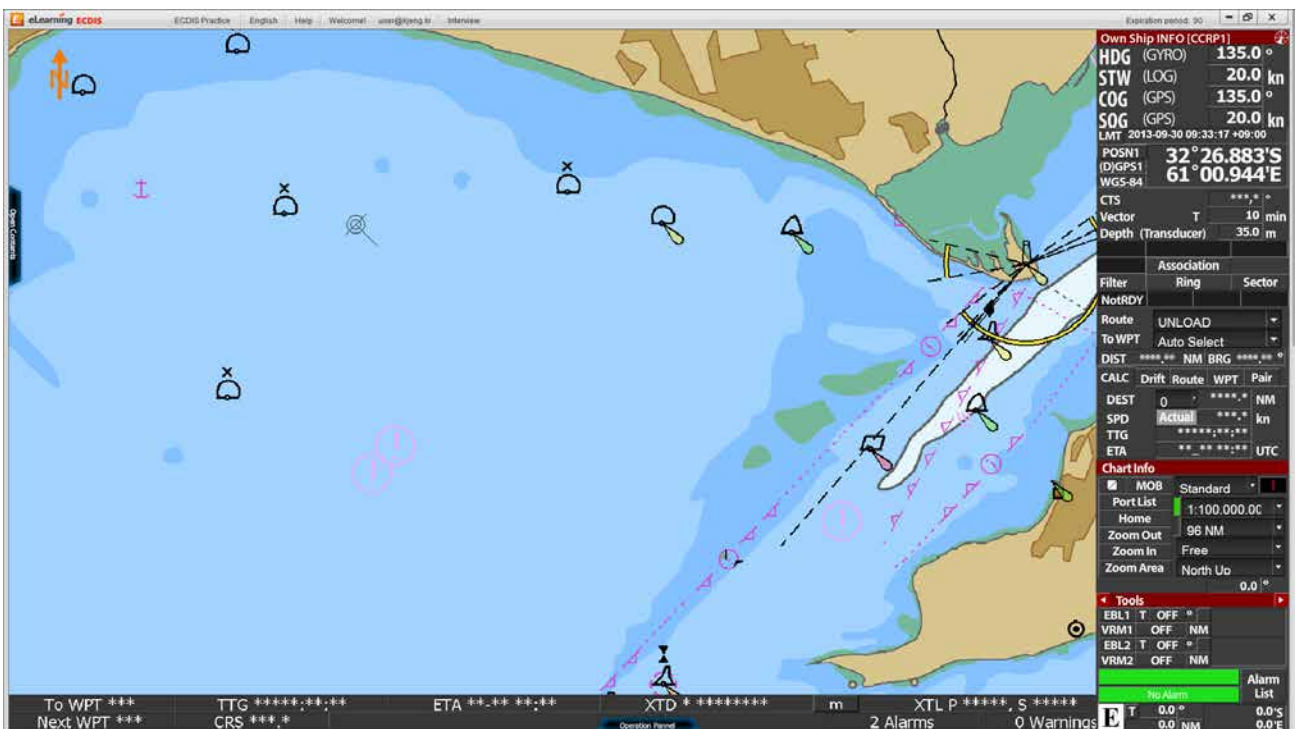 eLearning ECDIS ECDIS Practice English Help Welcome! user@kjeng.kr Interview Expiration period: 90
N
Open Contents
Own Ship INFO [CCRP1]
HDG (GYRO) 135.0 °
STW (LOG) 20.0 kn
COG (GPS) 135.0 °
SOG (GPS) 20.0 kn
LMT 2013-09-30 09:33:17 +09:00
POSN1 32°26.883'S
(D)GPS1 61°00.944'E
WGS-84
CTS ***.* °
Vector T 10 min
Depth (Transducer) 35.0 m
Association
Filter Ring Sector
NotRDY
Route UNLOAD
To WPT Auto Select
DIST ****.** NM BRG ****.** °
CALC Drift Route WPT Pair
DEST 0 ' ****.* NM
SPD Actual ***.* kn
TTG *****:**:**
ETA **_** **:** UTC
Chart Info
MOB Standard !
Port List 1:100.000.00
Home 96 NM
Zoom Out
Zoom In Free
Zoom Area North Up
0.0 °
Tools
EBL1 T OFF °
VRM1 OFF NM
EBL2 T OFF °
VRM2 OFF NM
Alarm
No Alarm List
E T 0.0 ° 0.0'S
0.0 NM 0.0'E
To WPT *** TTG *****:**:** ETA **-** **:** XTD * ******** m XTL P *****, S *****
Next WPT *** CRS ***.* Operation Pannel 2 Alarms 0 Warnings